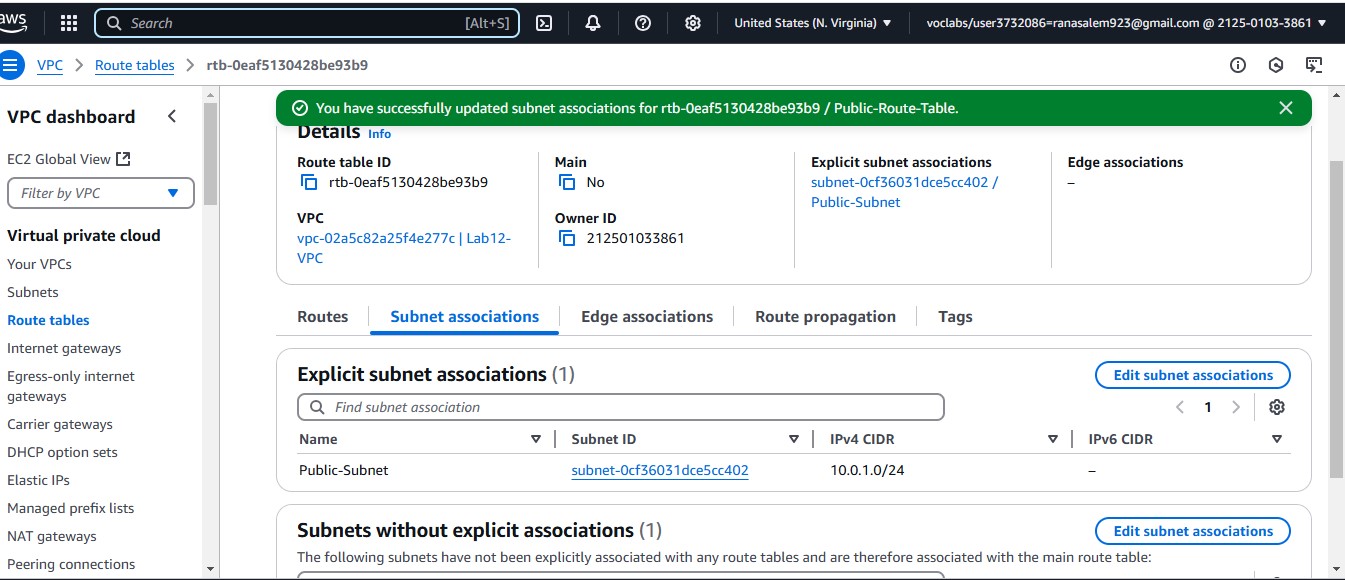 aws
Search [Alt+S] United States (N. Virginia) voclabs/user3732086=ranasalem923@gmail.com @ 2125-0103-3861
VPC Route tables rtb-0eaf5130428be93b9
VPC dashboard
EC2 Global View
Filter by VPC
Virtual private cloud
Your VPCs
Subnets
Route tables
Internet gateways
Egress-only internet
gateways
Carrier gateways
DHCP option sets
Elastic IPs
Managed prefix lists
NAT gateways
Peering connections
You have successfully updated subnet associations for rtb-0eaf5130428be93b9 / Public-Route-Table.
Details Info
Route table ID
rtb-0eaf5130428be93b9
VPC
vpc-02a5c82a25f4e277c | Lab12-
VPC
Main
No
Owner ID
212501033861
Explicit subnet associations
subnet-0cf36031dce5cc402 /
Public-Subnet
Edge associations
–
Routes Subnet associations Edge associations Route propagation Tags
Explicit subnet associations (1) Edit subnet associations
Find subnet association 1
Name Subnet ID IPv4 CIDR IPv6 CIDR
Public-Subnet subnet-0cf36031dce5cc402 10.0.1.0/24 –
Subnets without explicit associations (1) Edit subnet associations
The following subnets have not been explicitly associated with any route tables and are therefore associated with the main route table: